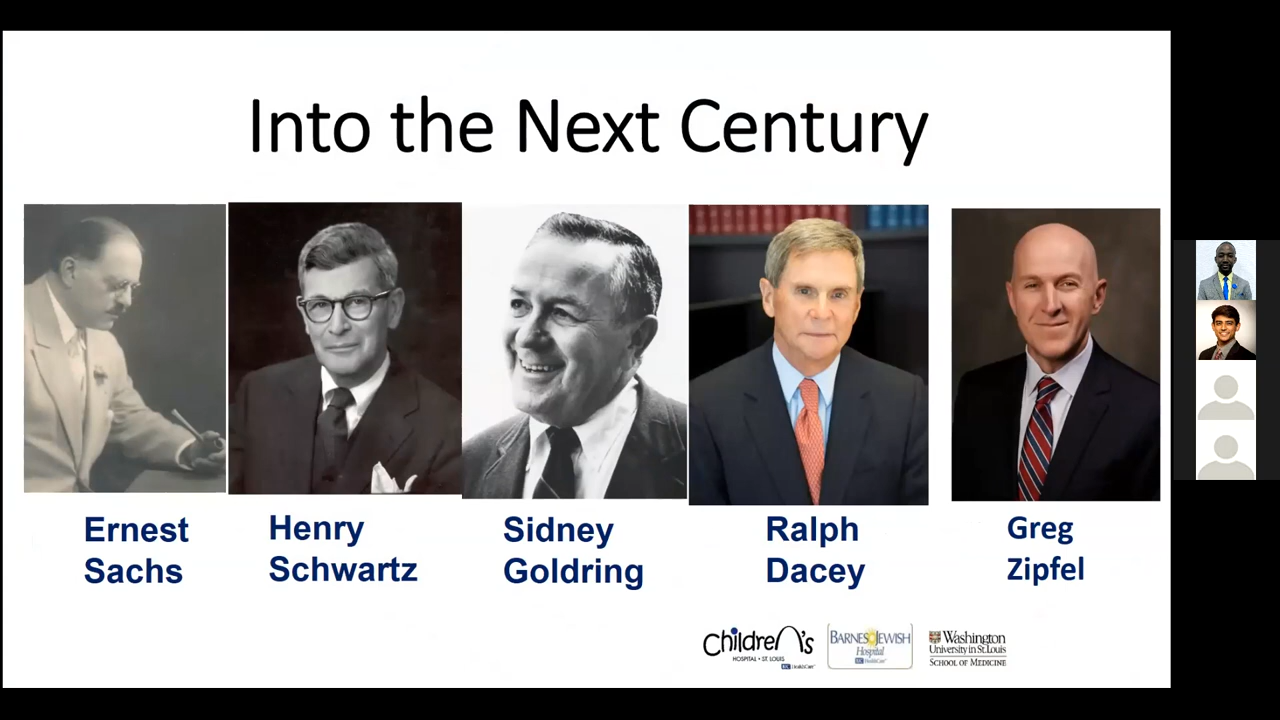 Into the Next Century
Ernest
Sachs
Henry
Schwartz
Sidney
Goldring
Ralph
Dacey
Greg
Zipfel
Children's
HOSPITAL • ST. LOUIS
BJC HealthCare
BARNES JEWISH
Hospital
BJC HealthCare
Washington
University in St. Louis
SCHOOL OF MEDICINE